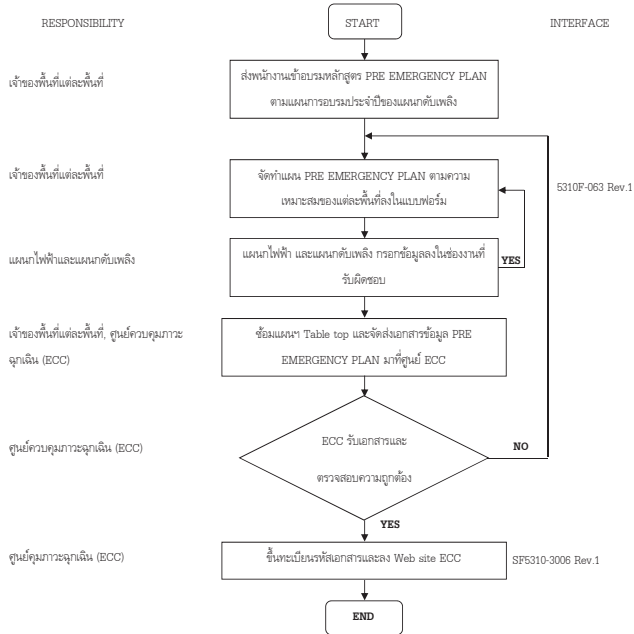 RESPONSIBILITY
START
INTERFACE
เจ้าของพื้นที่แต่ละพื้นที่
ส่งพนักงานเข้าอบรมหลักสูตร PRE EMERGENCY PLAN
ตามแผนการอบรมประจำปีของแผนกดับเพลิง
เจ้าของพื้นที่แต่ละพื้นที่
จัดทำแผน PRE EMERGENCY PLAN ตามความ
เหมาะสมของแต่ละพื้นที่ลงในแบบฟอร์ม
5310F-063 Rev.1
แผนกไฟฟ้าและแผนกดับเพลิง
แผนกไฟฟ้า และแผนกดับเพลิง กรอกข้อมูลลงในช่องงานที่
รับผิดชอบ
YES
เจ้าของพื้นที่แต่ละพื้นที่, ศูนย์ควบคุมภาวะ
ฉุกเฉิน (ECC)
ซ้อมแผนฯ Table top และจัดส่งเอกสารข้อมูล PRE
EMERGENCY PLAN มาที่ศูนย์ ECC
ศูนย์ควบคุมภาวะฉุกเฉิน (ECC)
ECC รับเอกสารและ
ตรวจสอบความถูกต้อง
NO
YES
ศูนย์คุมภาวะฉุกเฉิน (ECC)
ขึ้นทะเบียนรหัสเอกสารและลง Web site ECC
SF5310-3006 Rev.1
END